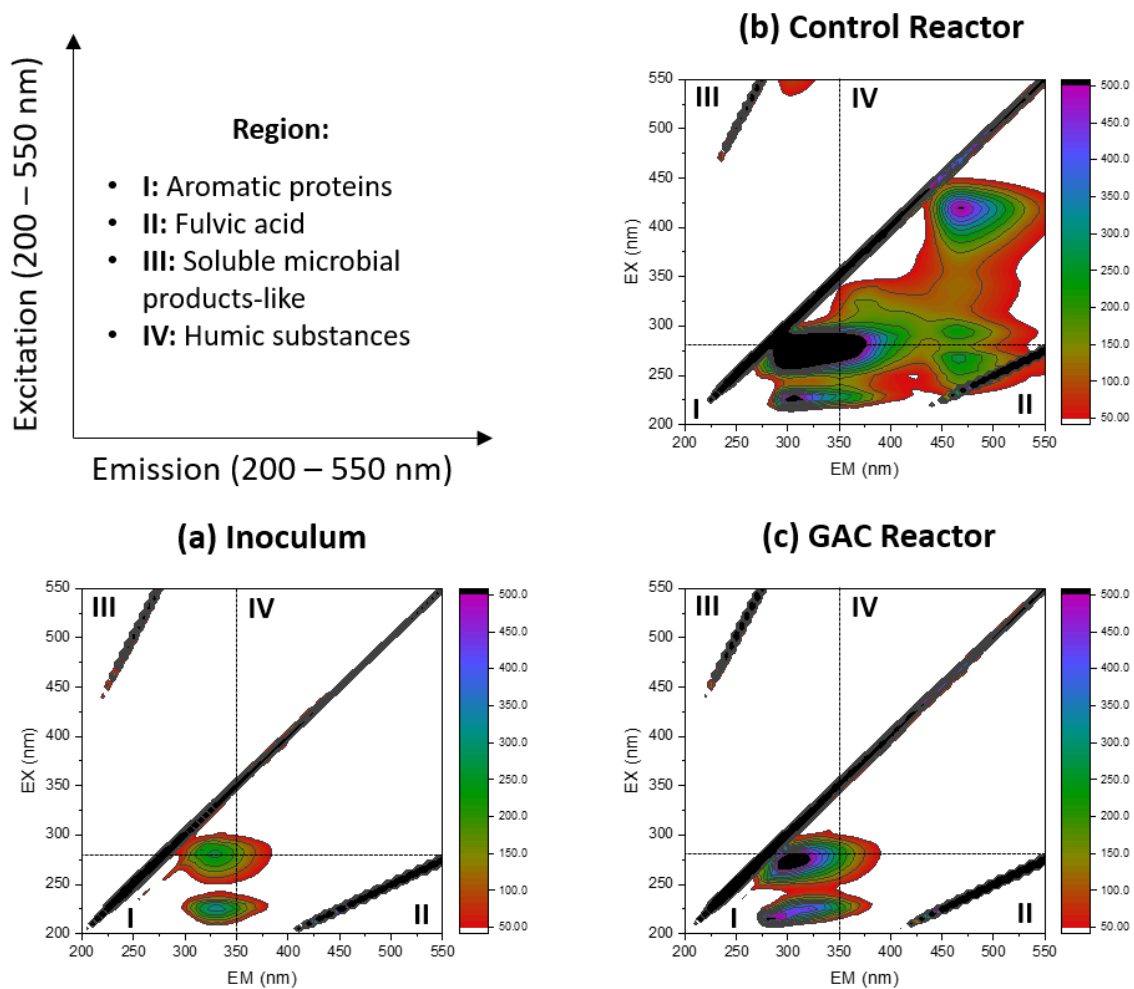 Excitation (200 – 550 nm)
Region:
• I: Aromatic proteins
• II: Fulvic acid
• III: Soluble microbial
products-like
• IV: Humic substances
Emission (200 – 550 nm)
(b) Control Reactor
550
500
450
400
350
300
250
200
EX (nm)
III
IV
I
II
200
250
300
350
400
450
500
550
EM (nm)
500.0
450.0
400.0
350.0
300.0
250.0
200.0
150.0
100.0
50.00
(a) Inoculum
550
500
450
400
350
300
250
200
EX (nm)
III
IV
I
II
200
250
300
350
400
450
500
550
EM (nm)
500.0
450.0
400.0
350.0
300.0
250.0
200.0
150.0
100.0
50.00
(c) GAC Reactor
550
500
450
400
350
300
250
200
EX (nm)
III
IV
I
II
200
250
300
350
400
450
500
550
EM (nm)
500.0
450.0
400.0
350.0
300.0
250.0
200.0
150.0
100.0
50.00